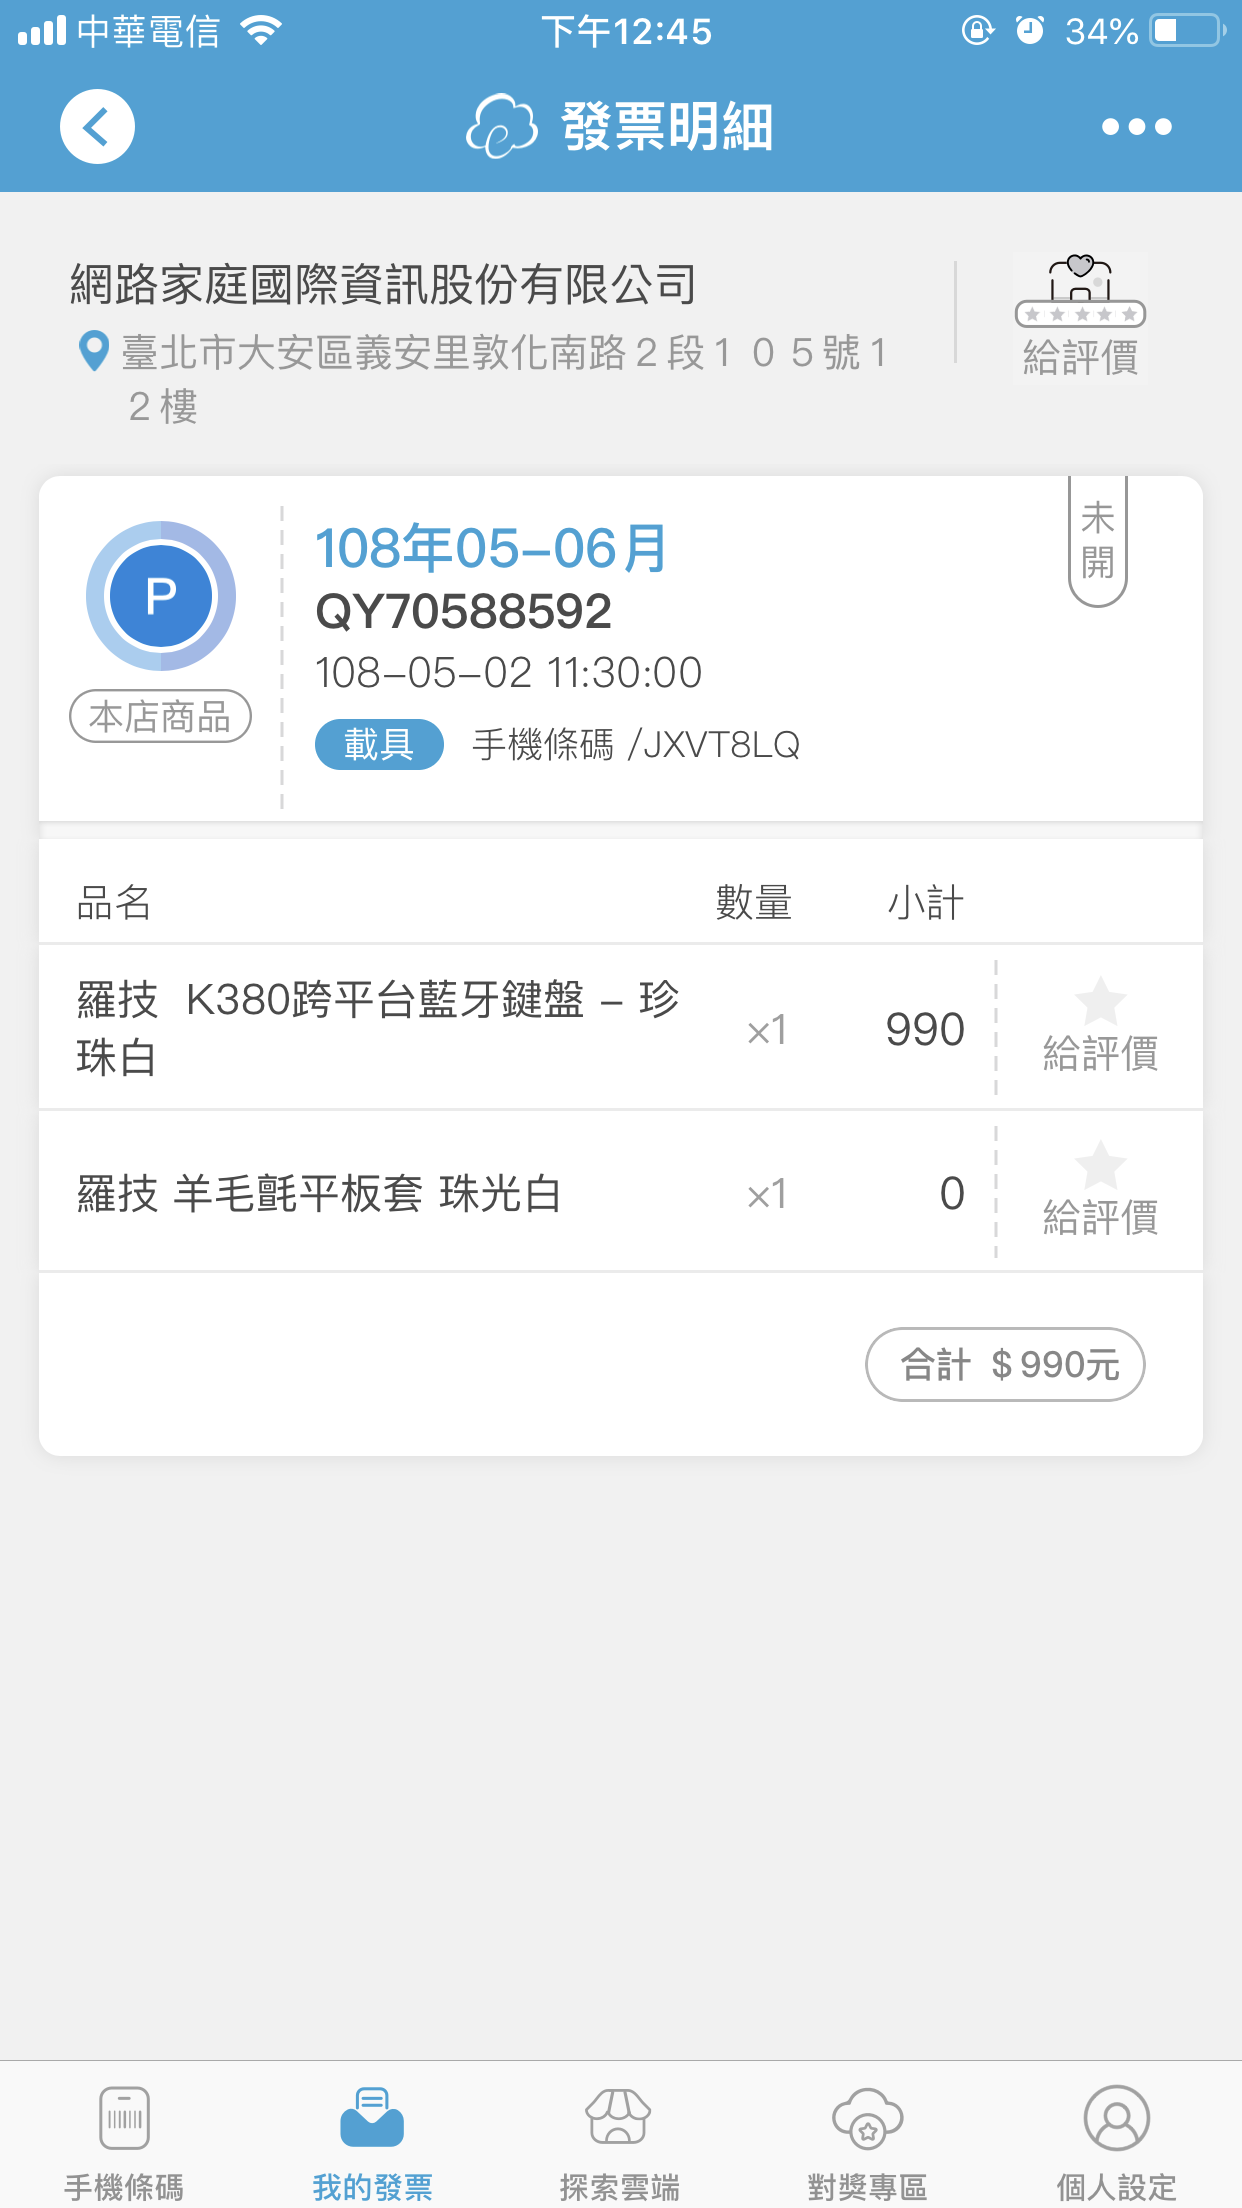 中華電信 下午12:45 34%
發票明細
網路家庭國際資訊股份有限公司
臺北市大安區義安里敦化南路２段１０５號１
２樓
給評價
未開
P
本店商品
108年05-06月
QY70588592
108-05-02 11:30:00
載具 手機條碼 /JXVT8LQ
品名 數量 小計
羅技 K380跨平台藍牙鍵盤 - 珍
珠白
×1 990 給評價
羅技 羊毛氈平板套 珠光白 ×1 0 給評價
合計 $ 990元
手機條碼 我的發票 探索雲端 對獎專區 個人設定